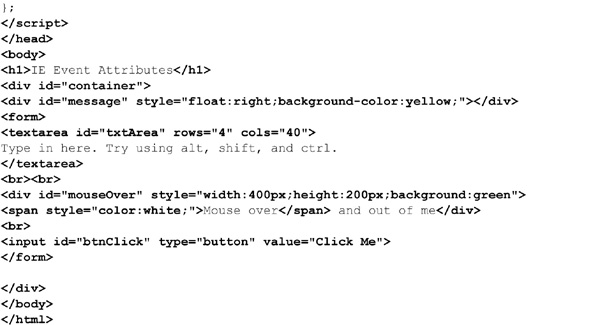 };
</script>
</head>
<body>
<h1>IE Event Attributes</h1>
<div id="container">
<div id="message" style="float:right;background-color:yellow;"></div>
<form>
<textarea id="txtArea" rows="4" cols="40">
Type in here. Try using alt, shift, and ctrl.
</textarea>
<br><br>
<div id="mouseOver" style="width:400px;height:200px;background:green">
<span style="color:white;">Mouse over</span> and out of me</div>
<br>
<input id="btnClick" type="button" value="Click Me">
</form>
</div>
</body>
</html>